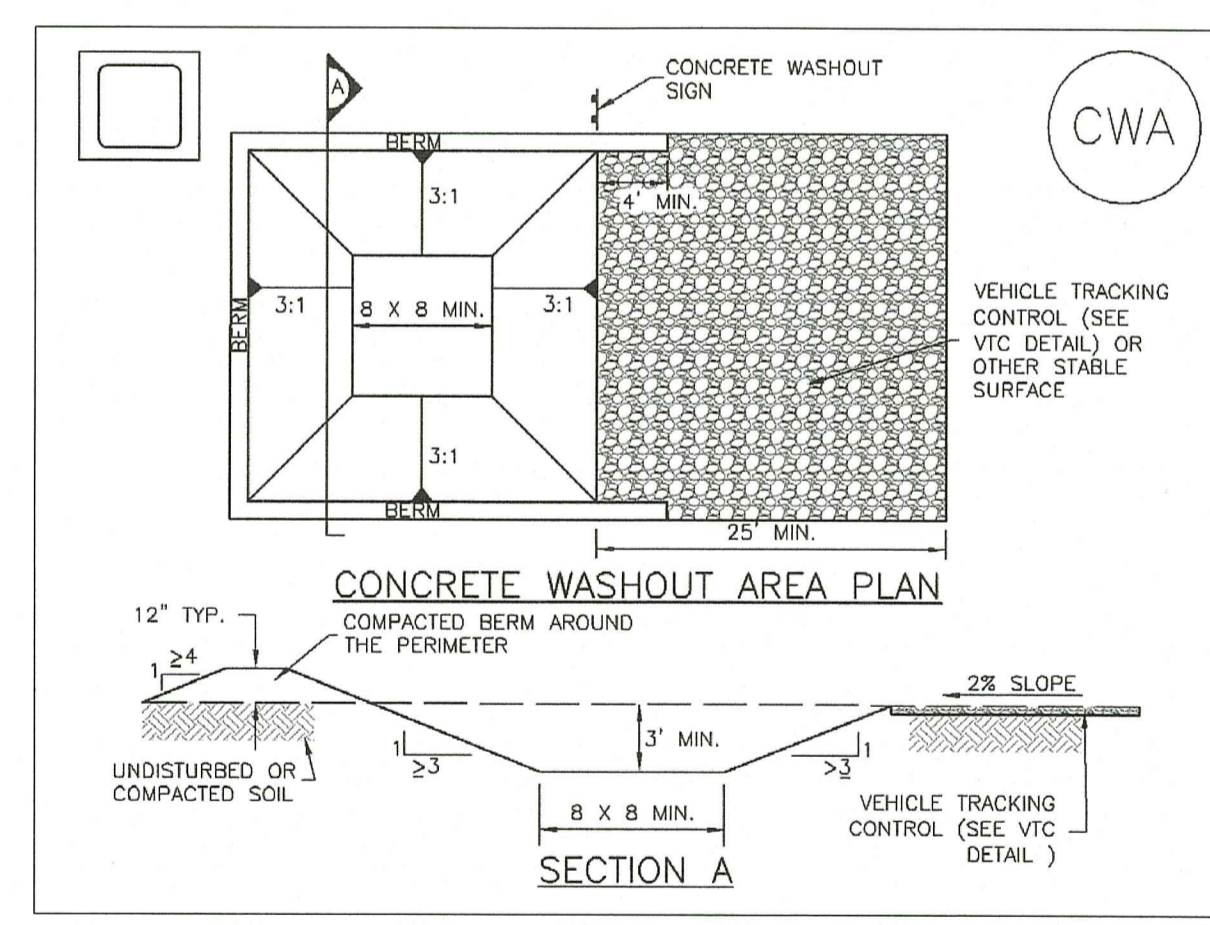 A
CONCRETE WASHOUT
SIGN
CWA
BERM
3:1
4' MIN.
BERM
3:1
8 X 8 MIN.
3:1
VEHICLE TRACKING
CONTROL (SEE
VTC DETAIL) OR
OTHER STABLE
SURFACE
3:1
BERM
25' MIN.
CONCRETE WASHOUT AREA PLAN
12" TYP.
COMPACTED BERM AROUND
THE PERIMETER
1 ≥4
2% SLOPE
3' MIN.
1 ≥3
>3 1
UNDISTURBED OR
COMPACTED SOIL
8 X 8 MIN.
VEHICLE TRACKING
CONTROL (SEE VTC
DETAIL )
SECTION A